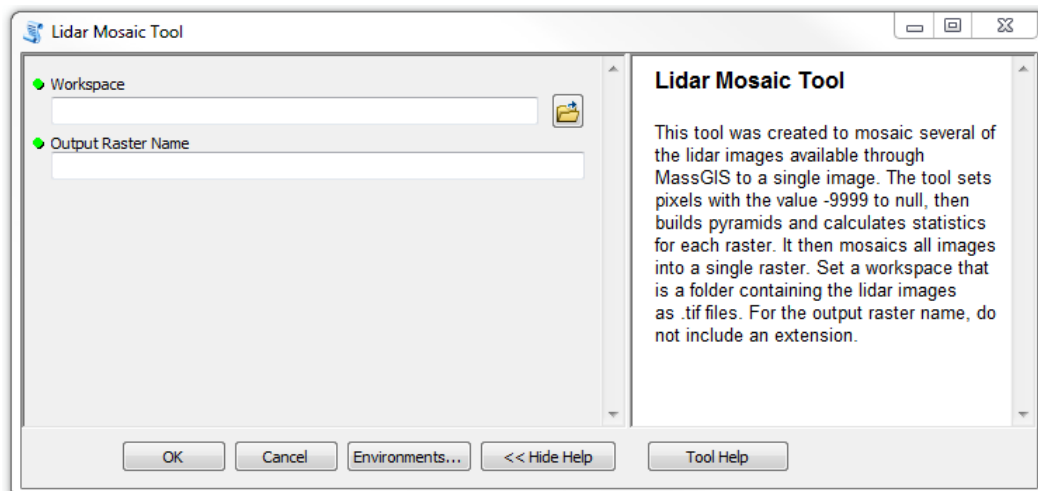 Lidar Mosaic Tool
Workspace
Output Raster Name
Lidar Mosaic Tool
This tool was created to mosaic several of
the lidar images available through
MassGIS to a single image. The tool sets
pixels with the value -9999 to null, then
builds pyramids and calculates statistics
for each raster. It then mosaics all images
into a single raster. Set a workspace that
is a folder containing the lidar images
as .tif files. For the output raster name, do
not include an extension.
OK
Cancel
Environments...
<< Hide Help
Tool Help